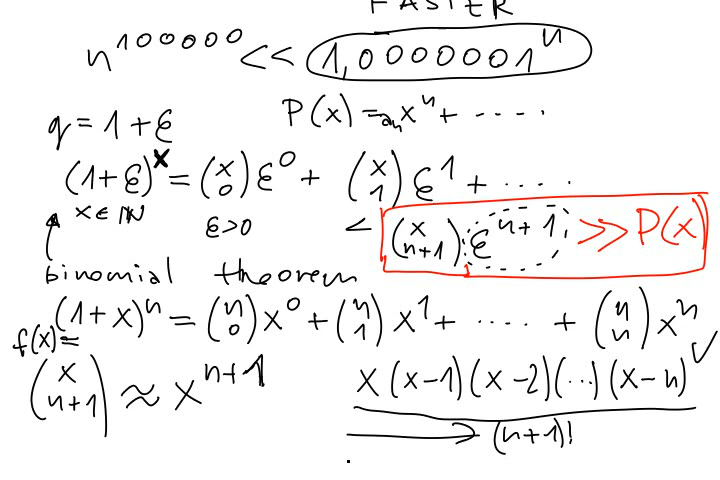 FASTER
n^100000 << 1,0000001^n
q = 1 + ε P(x) = aₙxⁿ + - - - - .
(1+ε)^x = (x 0) ε^0 + (x 1) ε^1 + - - - .
x ∈ ℕ ε>0 < (x n+1) ε^{n+1} >> P(x)
binomial theorem
(1+x)^n = (n 0) x^0 + (n 1) x^1 + - - - . + (n n) x^n
f(x)=
(x n+1) ≈ x^{n+1} x(x-1)(x-2)(...)(x-n) ✓
→ (n+1)!